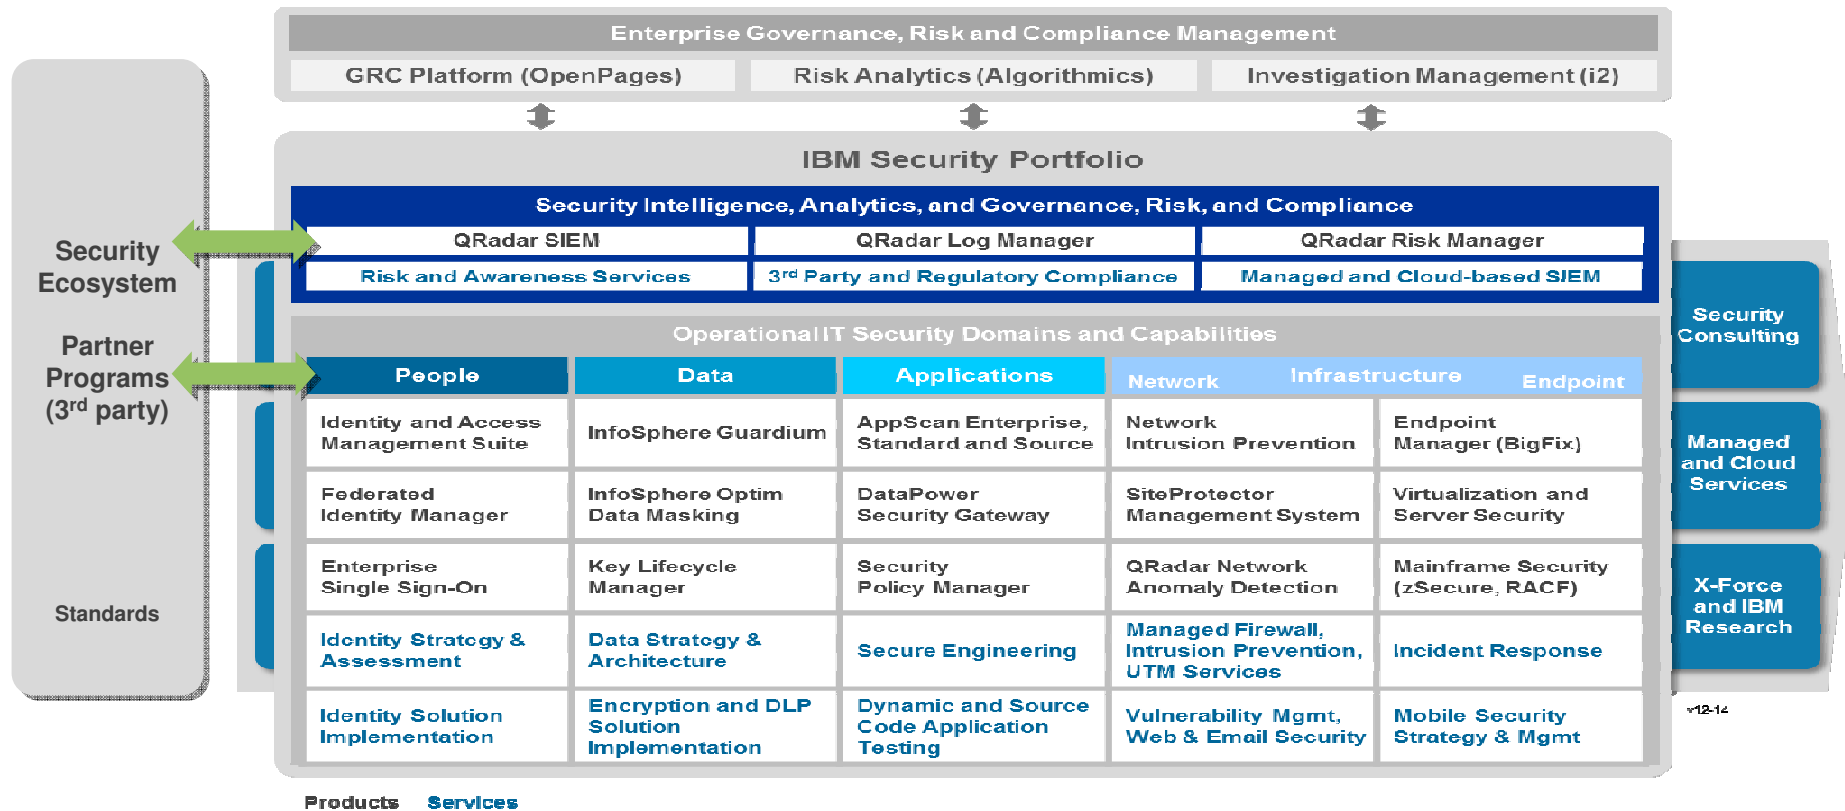 Enterprise Governance, Risk and Compliance Management
GRC Platform (OpenPages)
Risk Analytics (Algorithmics)
Investigation Management (i2)
Security
Ecosystem
Partner
Programs
(3rd party)
Standards
IBM Security Portfolio
Security Intelligence, Analytics, and Governance, Risk, and Compliance
QRadar SIEM
QRadar Log Manager
QRadar Risk Manager
Risk and Awareness Services
3rd Party and Regulatory Compliance
Managed and Cloud-based SIEM
Operational IT Security Domains and Capabilities
People
Data
Applications
Network
Infrastructure
Endpoint
Identity and Access
Management Suite
InfoSphere Guardium
AppScan Enterprise,
Standard and Source
Network
Intrusion Prevention
Endpoint
Manager (BigFix)
Federated
Identity Manager
InfoSphere Optim
Data Masking
DataPower
Security Gateway
SiteProtector
Management System
Virtualization and
Server Security
Enterprise
Single Sign-On
Key Lifecycle
Manager
Security
Policy Manager
QRadar Network
Anomaly Detection
Mainframe Security
(zSecure, RACF)
Identity Strategy &
Assessment
Data Strategy &
Architecture
Secure Engineering
Managed Firewall,
Intrusion Prevention,
UTM Services
Incident Response
Identity Solution
Implementation
Encryption and DLP
Solution
Implementation
Dynamic and Source
Code Application
Testing
Vulnerability Mgmt,
Web & Email Security
Mobile Security
Strategy & Mgmt
Security
Consulting
Managed
and Cloud
Services
X-Force
and IBM
Research
v12-14
Products Services